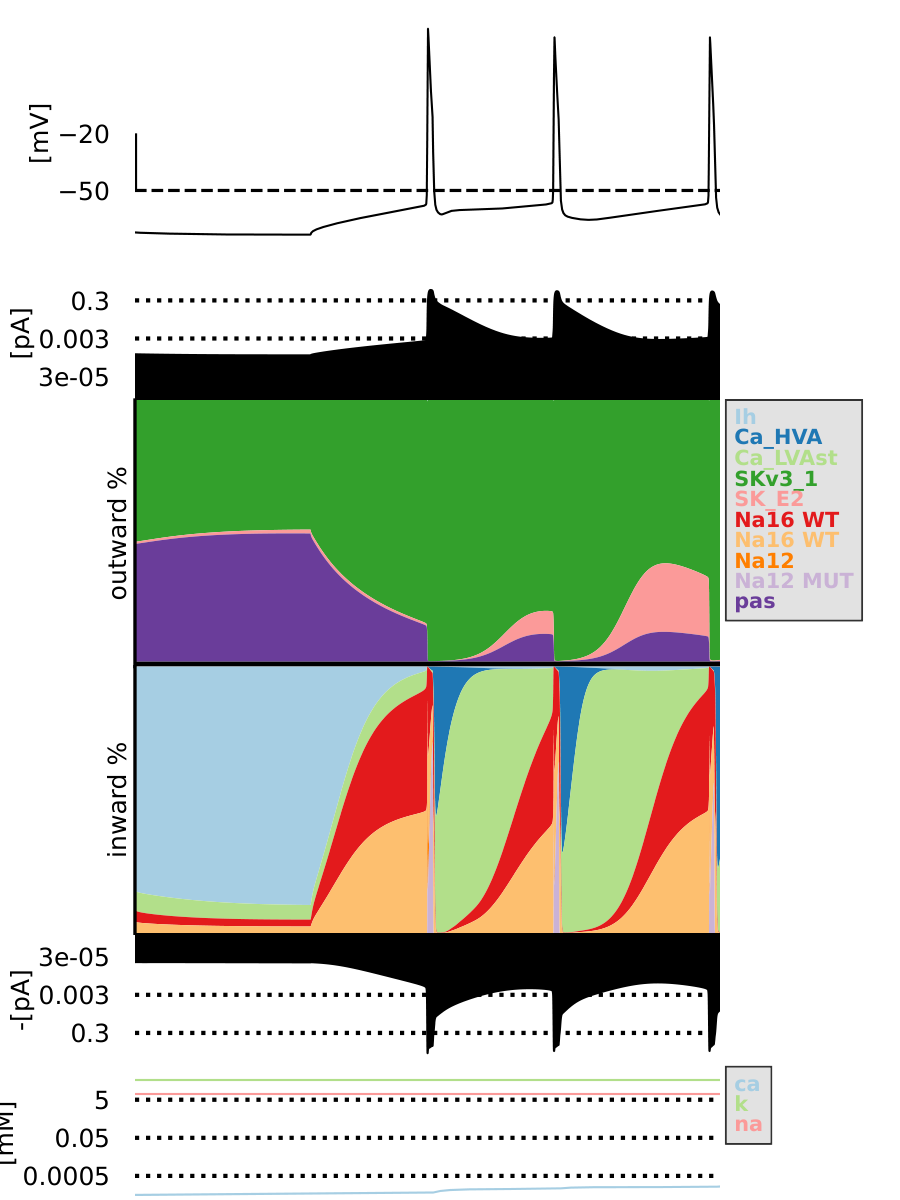 [mV]
−20
−50
[pA]
0.3
0.003
3e-05
outward %
Ih
Ca_HVA
Ca_LVAst
SKv3_1
SK_E2
Na16 WT
Na16 WT
Na12
Na12 MUT
pas
inward %
-[pA]
3e-05
0.003
0.3
[mM]
5
0.05
0.0005
ca
k
na